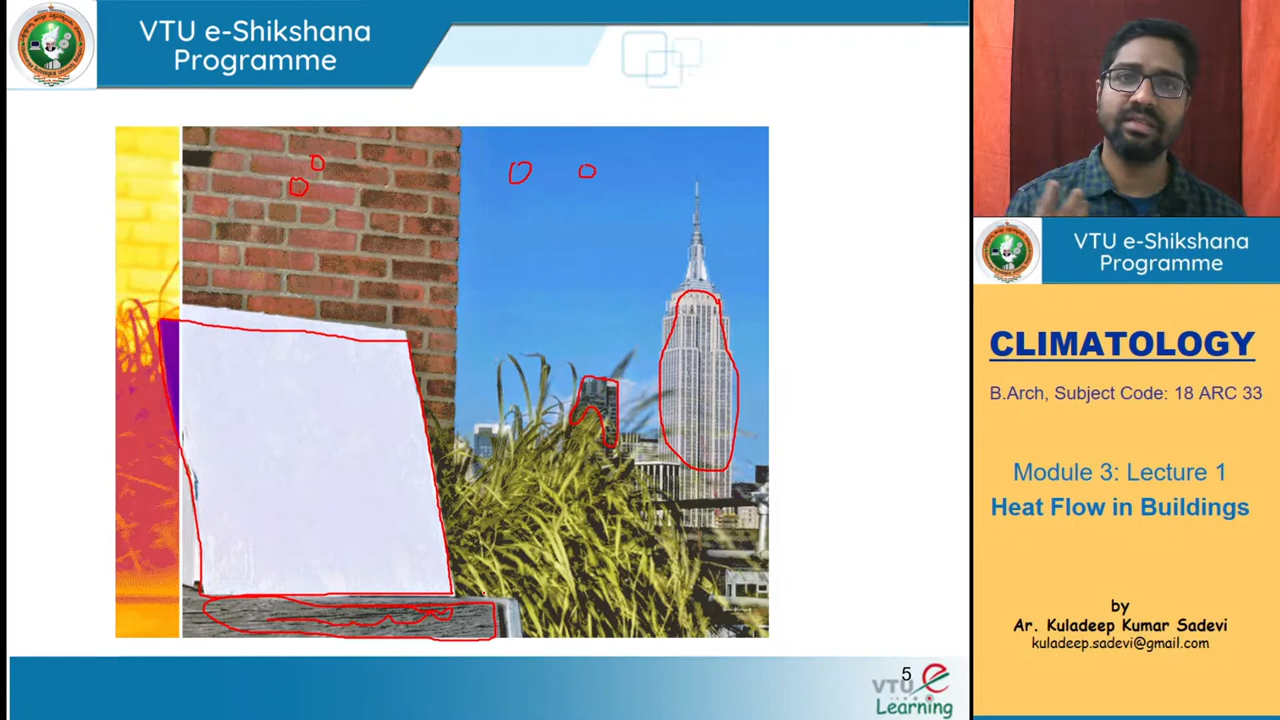 VTU e-Shikshana
Programme
VTU e-Shikshana
Programme
CLIMATOLOGY
B.Arch, Subject Code: 18 ARC 33
Module 3: Lecture 1
Heat Flow in Buildings
by
Ar. Kuladeep Kumar Sadevi
kuladeep.sadevi@gmail.com
5
VTU e
Learning